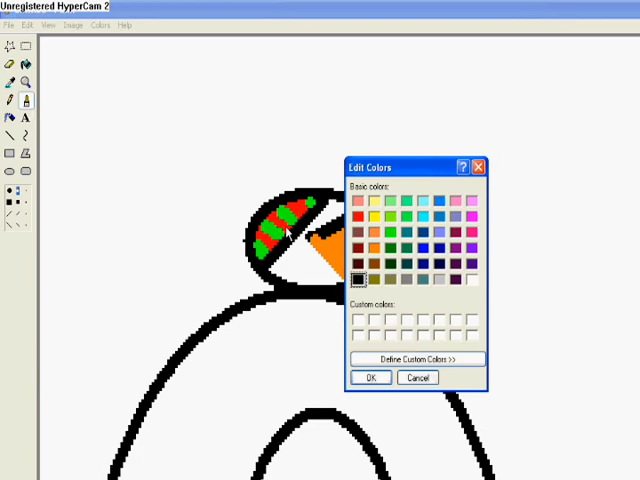 Unregistered HyperCam 2
File Edit View Image Colors Help
A
Edit Colors
Basic colors:
Custom colors:
Define Custom Colors >>
OK Cancel